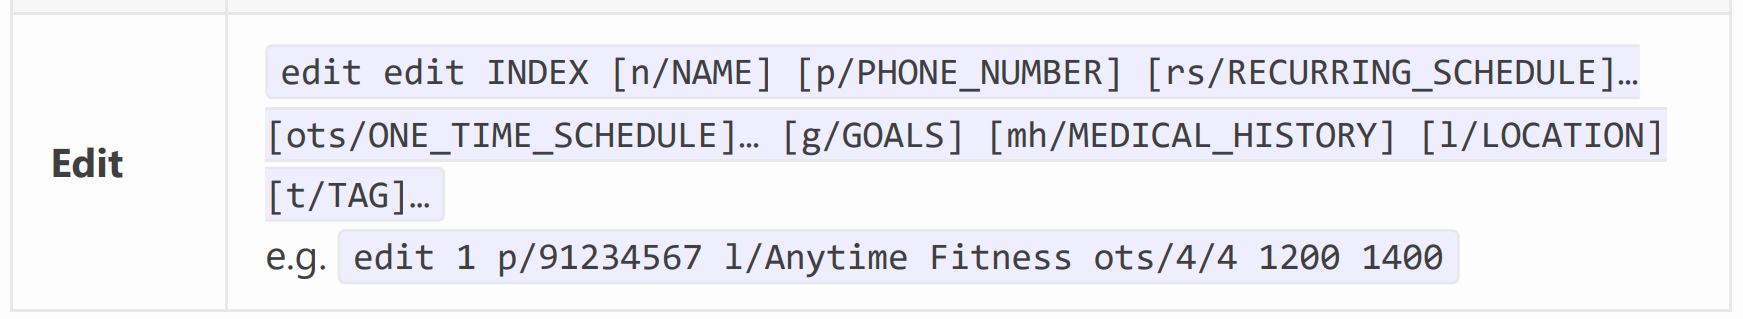 edit edit INDEX [n/NAME] [p/PHONE_NUMBER] [rs/RECURRING_SCHEDULE]…
[ots/ONE_TIME_SCHEDULE]… [g/GOALS] [mh/MEDICAL_HISTORY] [l/LOCATION]
Edit
[t/TAG]…
e.g. edit 1 p/91234567 l/Anytime Fitness ots/4/4 1200 1400